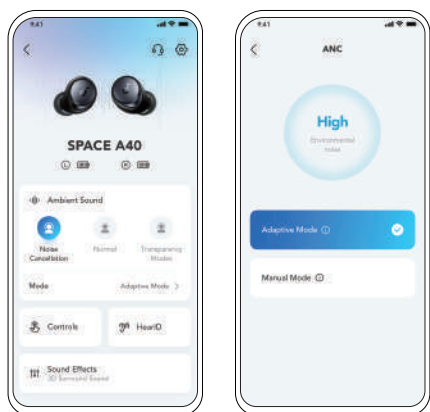 9:41
SPACE A40
L
R
Ambient Sound
Noise Cancellation
Normal
Transparency Modes
Mode
Adaptive Mode
Controls
HearID
Sound Effects
3D Surround Sound
9:41
ANC
High
Environmental noise
Adaptive Mode
Manual Mode